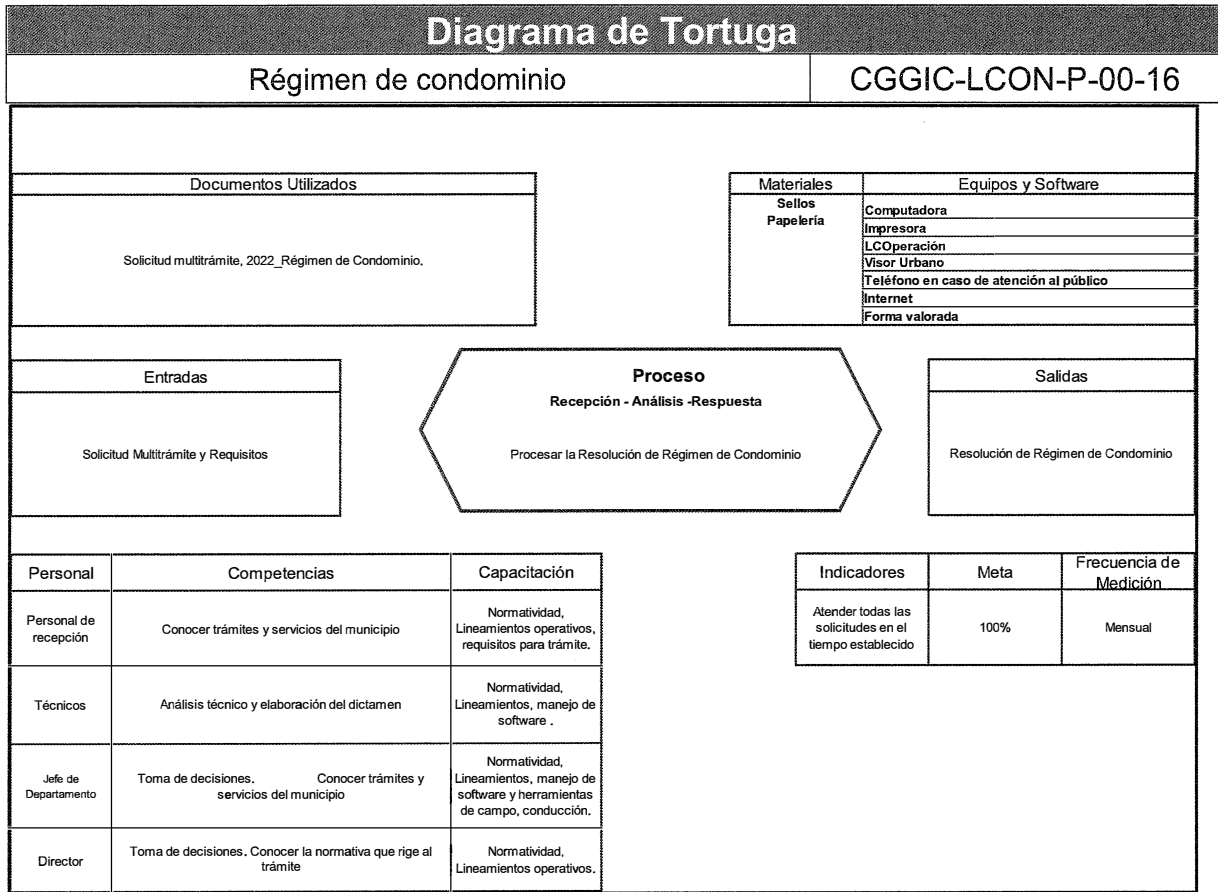 Diagrama de Tortuga
Régimen de condominio
CGGIC-LCON-P-00-16
Documentos Utilizados
Solicitud multitrámite, 2022_Régimen de Condominio.
Materiales
Equipos y Software
Sellos
Papelería
Computadora
Impresora
LCOperación
Visor Urbano
Teléfono en caso de atención al público
Internet
Forma valorada
Entradas
Solicitud Multitrámite y Requisitos
Proceso
Recepción - Análisis -Respuesta
Procesar la Resolución de Régimen de Condominio
Salidas
Resolución de Régimen de Condominio
Personal
Competencias
Capacitación
Personal de
recepción
Conocer trámites y servicios del municipio
Normatividad,
Lineamientos operativos,
requisitos para trámite.
Técnicos
Análisis técnico y elaboración del dictamen
Normatividad,
Lineamientos, manejo de
software .
Jefe de
Departamento
Toma de decisiones. Conocer trámites y
servicios del municipio
Normatividad,
Lineamientos, manejo de
software y herramientas
de campo, conducción.
Director
Toma de decisiones. Conocer la normativa que rige al
trámite
Normatividad,
Lineamientos operativos.
Indicadores
Meta
Frecuencia de
Medición
Atender todas las
solicitudes en el
tiempo establecido
100%
Mensual